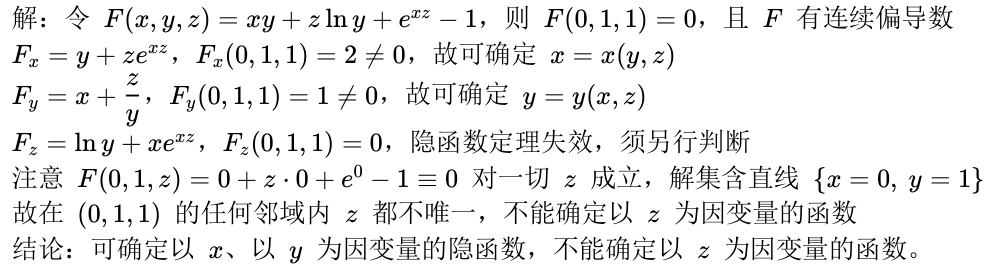 解：令 F(x,y,z)=xy+z ln y+e^{xz}−1，则 F(0,1,1)=0，且 F 有连续偏导数
F_x=y+ze^{xz}，F_x(0,1,1)=2≠0，故可确定 x=x(y,z)
F_y=x+\frac{z}{y}，F_y(0,1,1)=1≠0，故可确定 y=y(x,z)
F_z=ln y+xe^{xz}，F_z(0,1,1)=0，隐函数定理失效，须另行判断
注意 F(0,1,z)=0+z·0+e^0−1≡0 对一切 z 成立，解集含直线 {x=0, y=1}
故在 (0,1,1) 的任何邻域内 z 都不唯一，不能确定以 z 为因变量的函数
结论：可确定以 x、以 y 为因变量的隐函数，不能确定以 z 为因变量的函数。